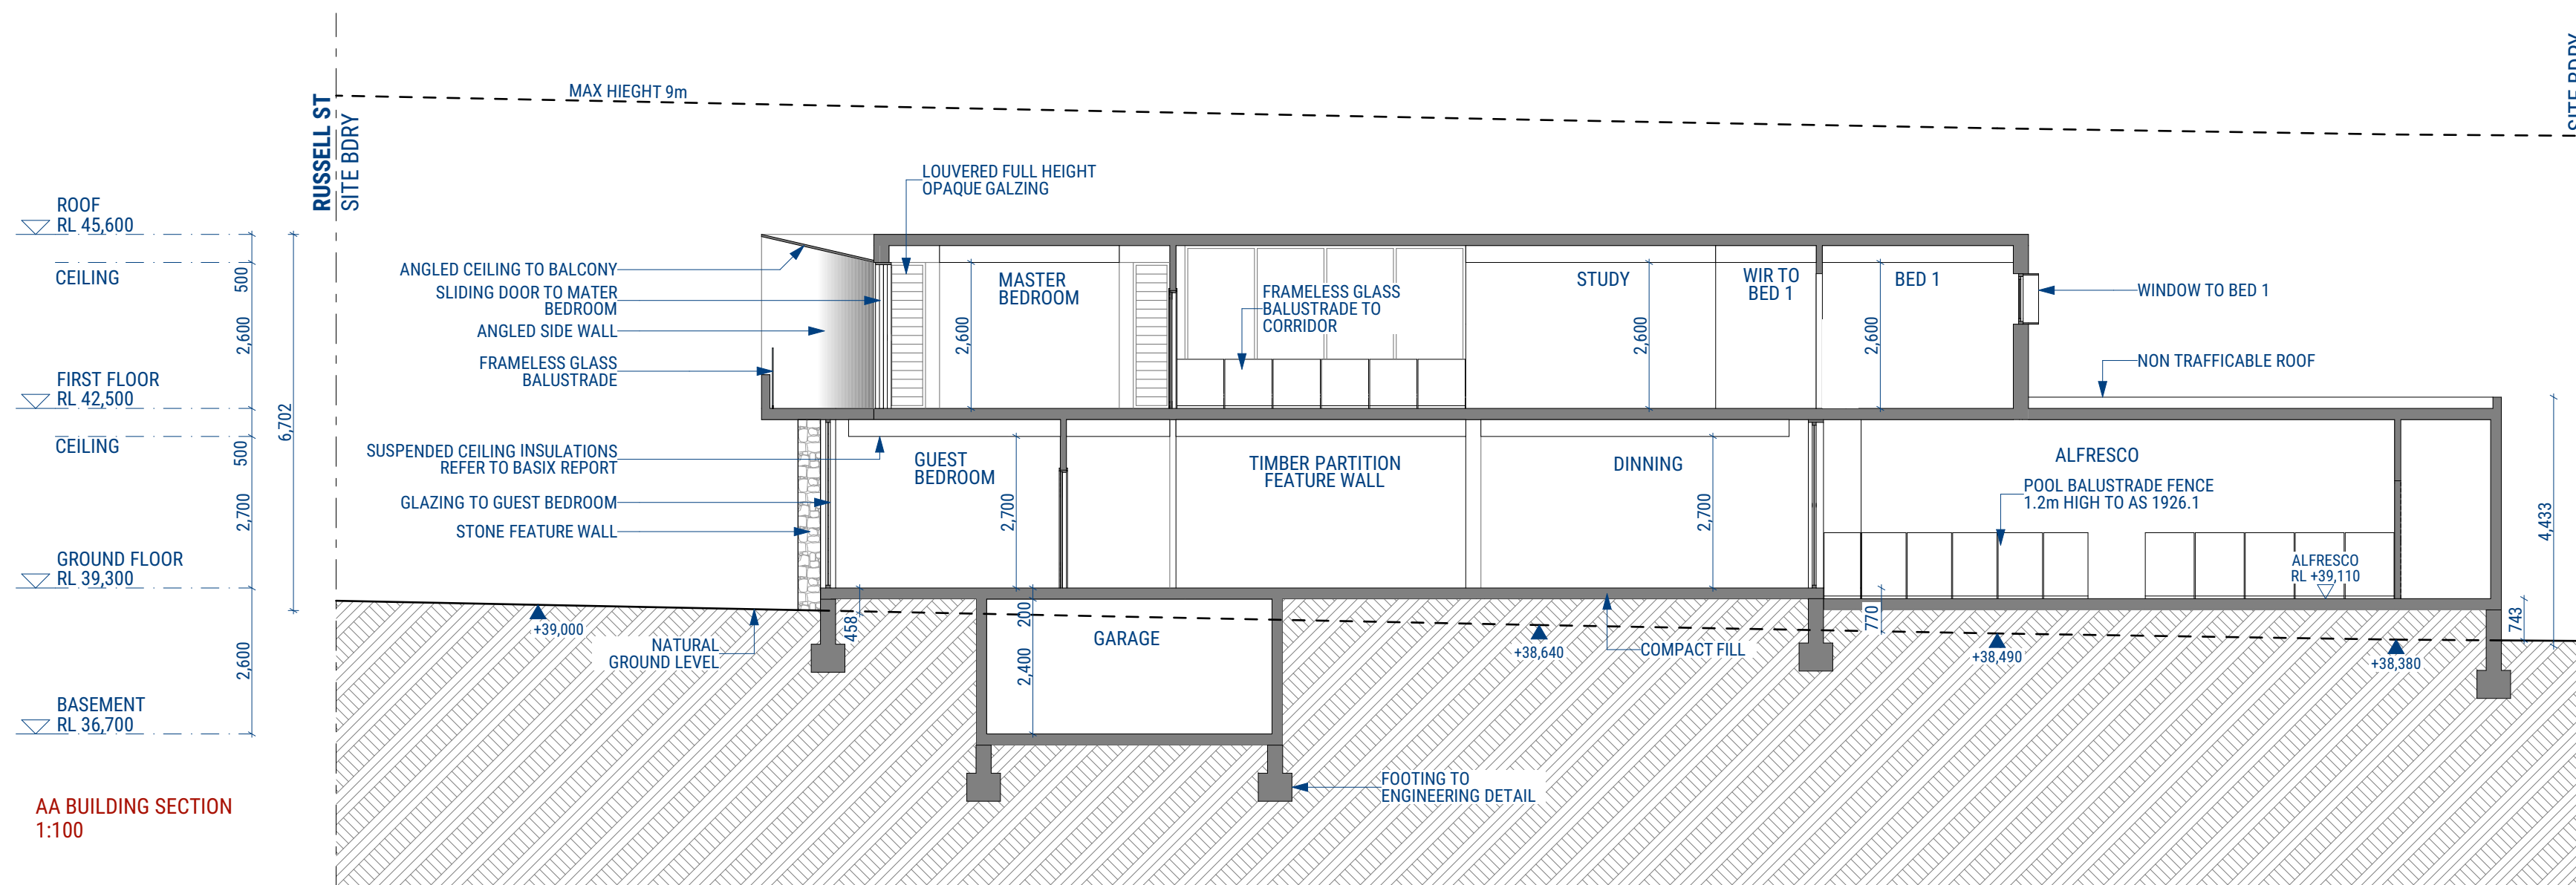 MAX HIEGHT 9m
RUSSELL ST
SITE BDRY
SITE BDRY
ROOF
RL 45,600
CEILING
500
2,600
FIRST FLOOR
RL 42,500
CEILING
500
2,700
GROUND FLOOR
RL 39,300
2,600
BASEMENT
RL 36,700
6,702
LOUVERED FULL HEIGHT
OPAQUE GALZING
ANGLED CEILING TO BALCONY
SLIDING DOOR TO MATER
BEDROOM
ANGLED SIDE WALL
FRAMELESS GLASS
BALUSTRADE
SUSPENDED CEILING INSULATIONS
REFER TO BASIX REPORT
GLAZING TO GUEST BEDROOM
STONE FEATURE WALL
MASTER
BEDROOM
2,600
FRAMELESS GLASS
BALUSTRADE TO
CORRIDOR
STUDY
2,600
WIR TO
BED 1
BED 1
2,600
WINDOW TO BED 1
NON TRAFFICABLE ROOF
GUEST
BEDROOM
2,700
TIMBER PARTITION
FEATURE WALL
DINNING
2,700
ALFRESCO
POOL BALUSTRADE FENCE
1.2m HIGH TO AS 1926.1
ALFRESCO
RL +39,110
4,433
743
770
458
200
2,400
GARAGE
+39,000
NATURAL
GROUND LEVEL
+38,640
COMPACT FILL
+38,490
+38,380
FOOTING TO
ENGINEERING DETAIL
AA BUILDING SECTION
1:100